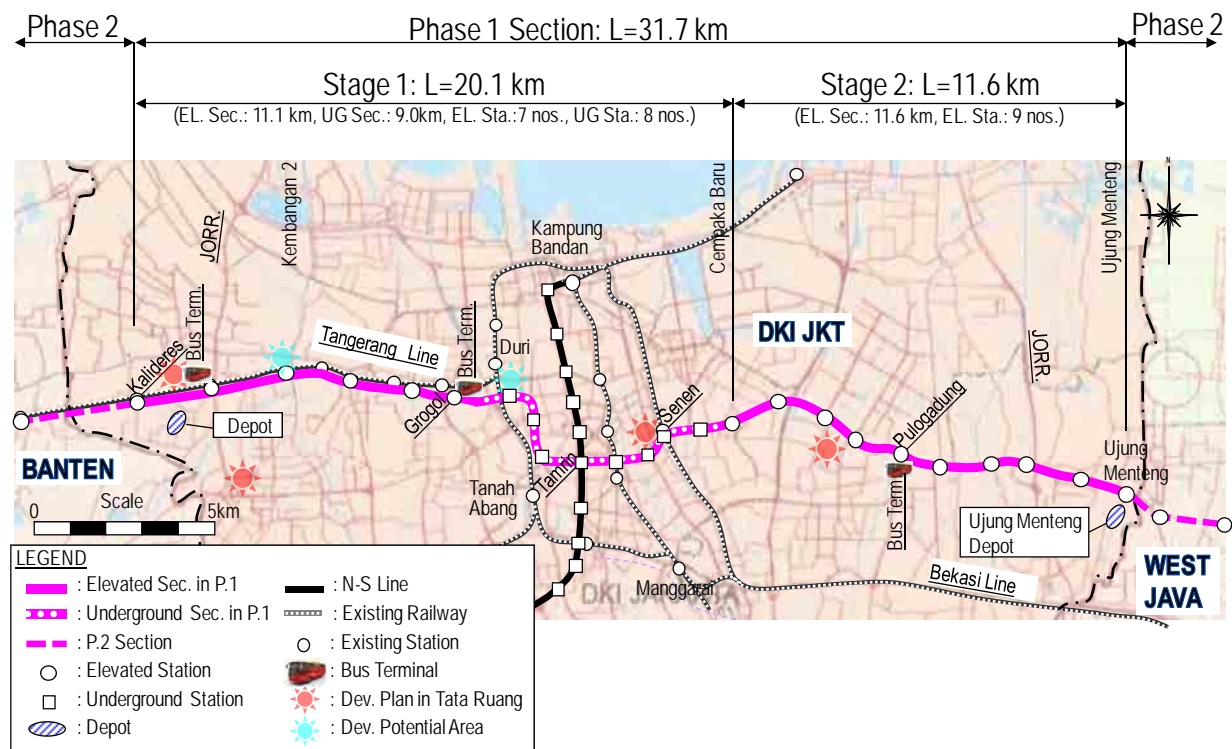 Phase 2
Phase 1 Section: L=31.7 km
Phase 2
Stage 1: L=20.1 km
Stage 2: L=11.6 km
(EL. Sec.: 11.1 km, UG Sec.: 9.0km, EL. Sta.:7 nos., UG Sta.: 8 nos.)
(EL. Sec.: 11.6 km, EL. Sta.: 9 nos.)
JORR.
Kembangan 2
Kampung
Bandan
Cempaka Baru
Ujung Menteng
N
Kalideres
Bus Term.
Tangerang Line
Bus Term.
Grogol
Duri
DKI JKT
JORR.
Senen
Pulogadung
Bus Term
Depot
BANTEN
Tamrin
Tanah
Abang
Ujung
Menteng
Scale
0
5km
Ujung Menteng
Depot
Manggarai
Bekasi Line
WEST
JAVA
LEGEND
: Elevated Sec. in P.1
: N-S Line
: Underground Sec. in P.1
: Existing Railway
: P.2 Section
: Existing Station
: Elevated Station
: Bus Terminal
: Underground Station
: Dev. Plan in Tata Ruang
: Depot
: Dev. Potential Area